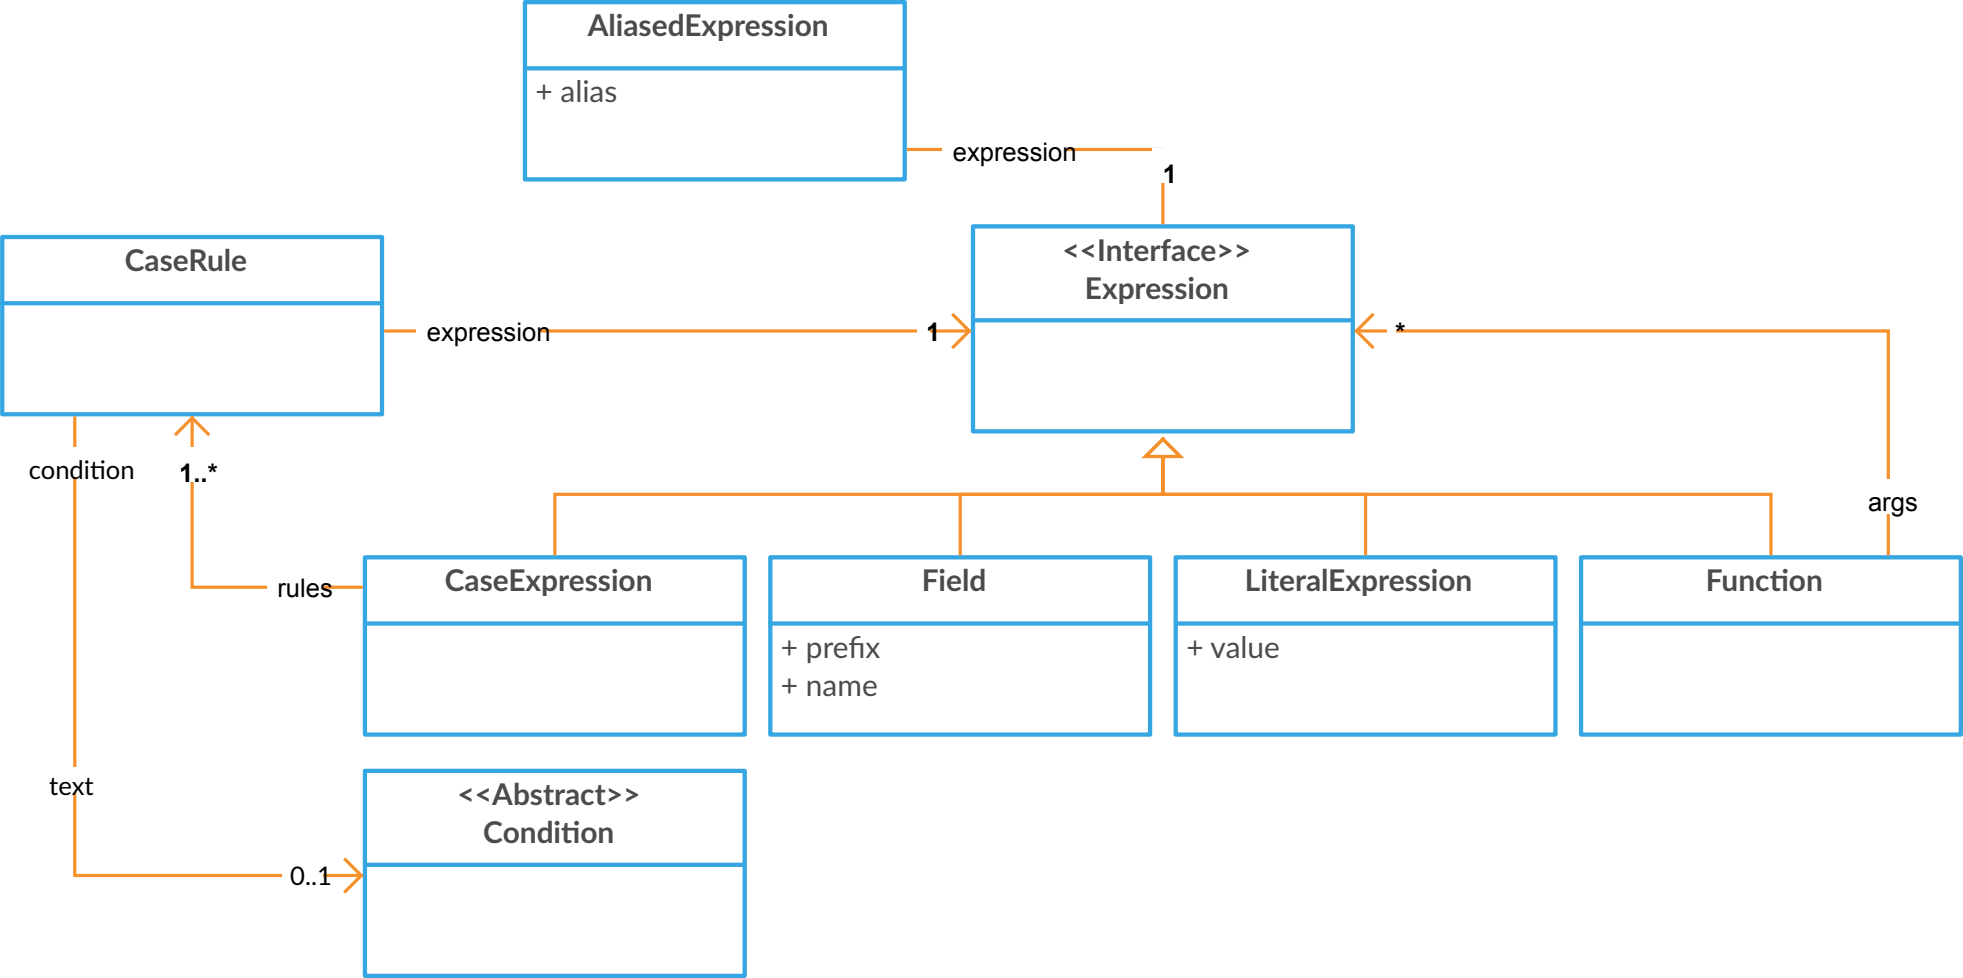 AliasedExpression
+ alias
expression
1
CaseRule
<<Interface>>
Expression
expression
1
*
condition
1..*
args
rules
CaseExpression
Field
+ prefix
+ name
LiteralExpression
+ value
Function
text
<<Abstract>>
Condition
0..1